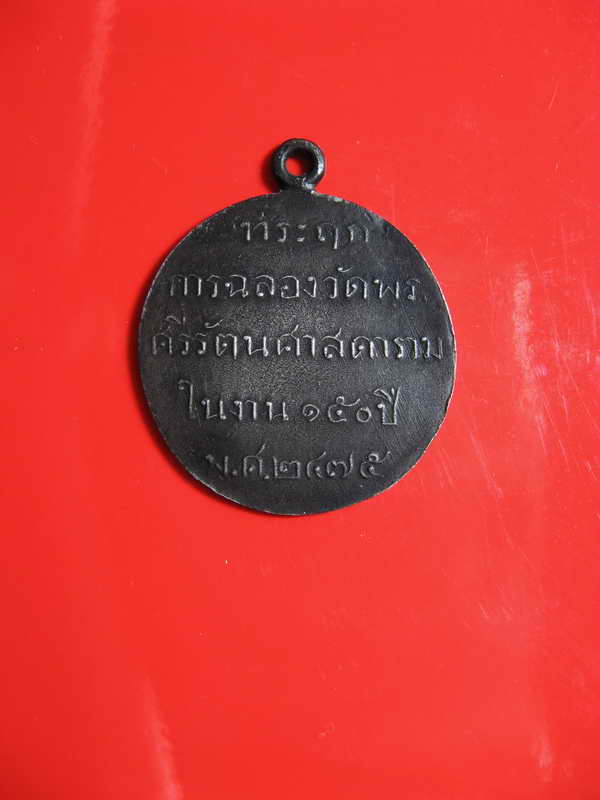 ที่ระฦก
การฉลองวัดพระ
ศรีรัตนศาสดาราม
ในงาน ๑๕๐ ปี
พ.ศ.๒๔๗๕